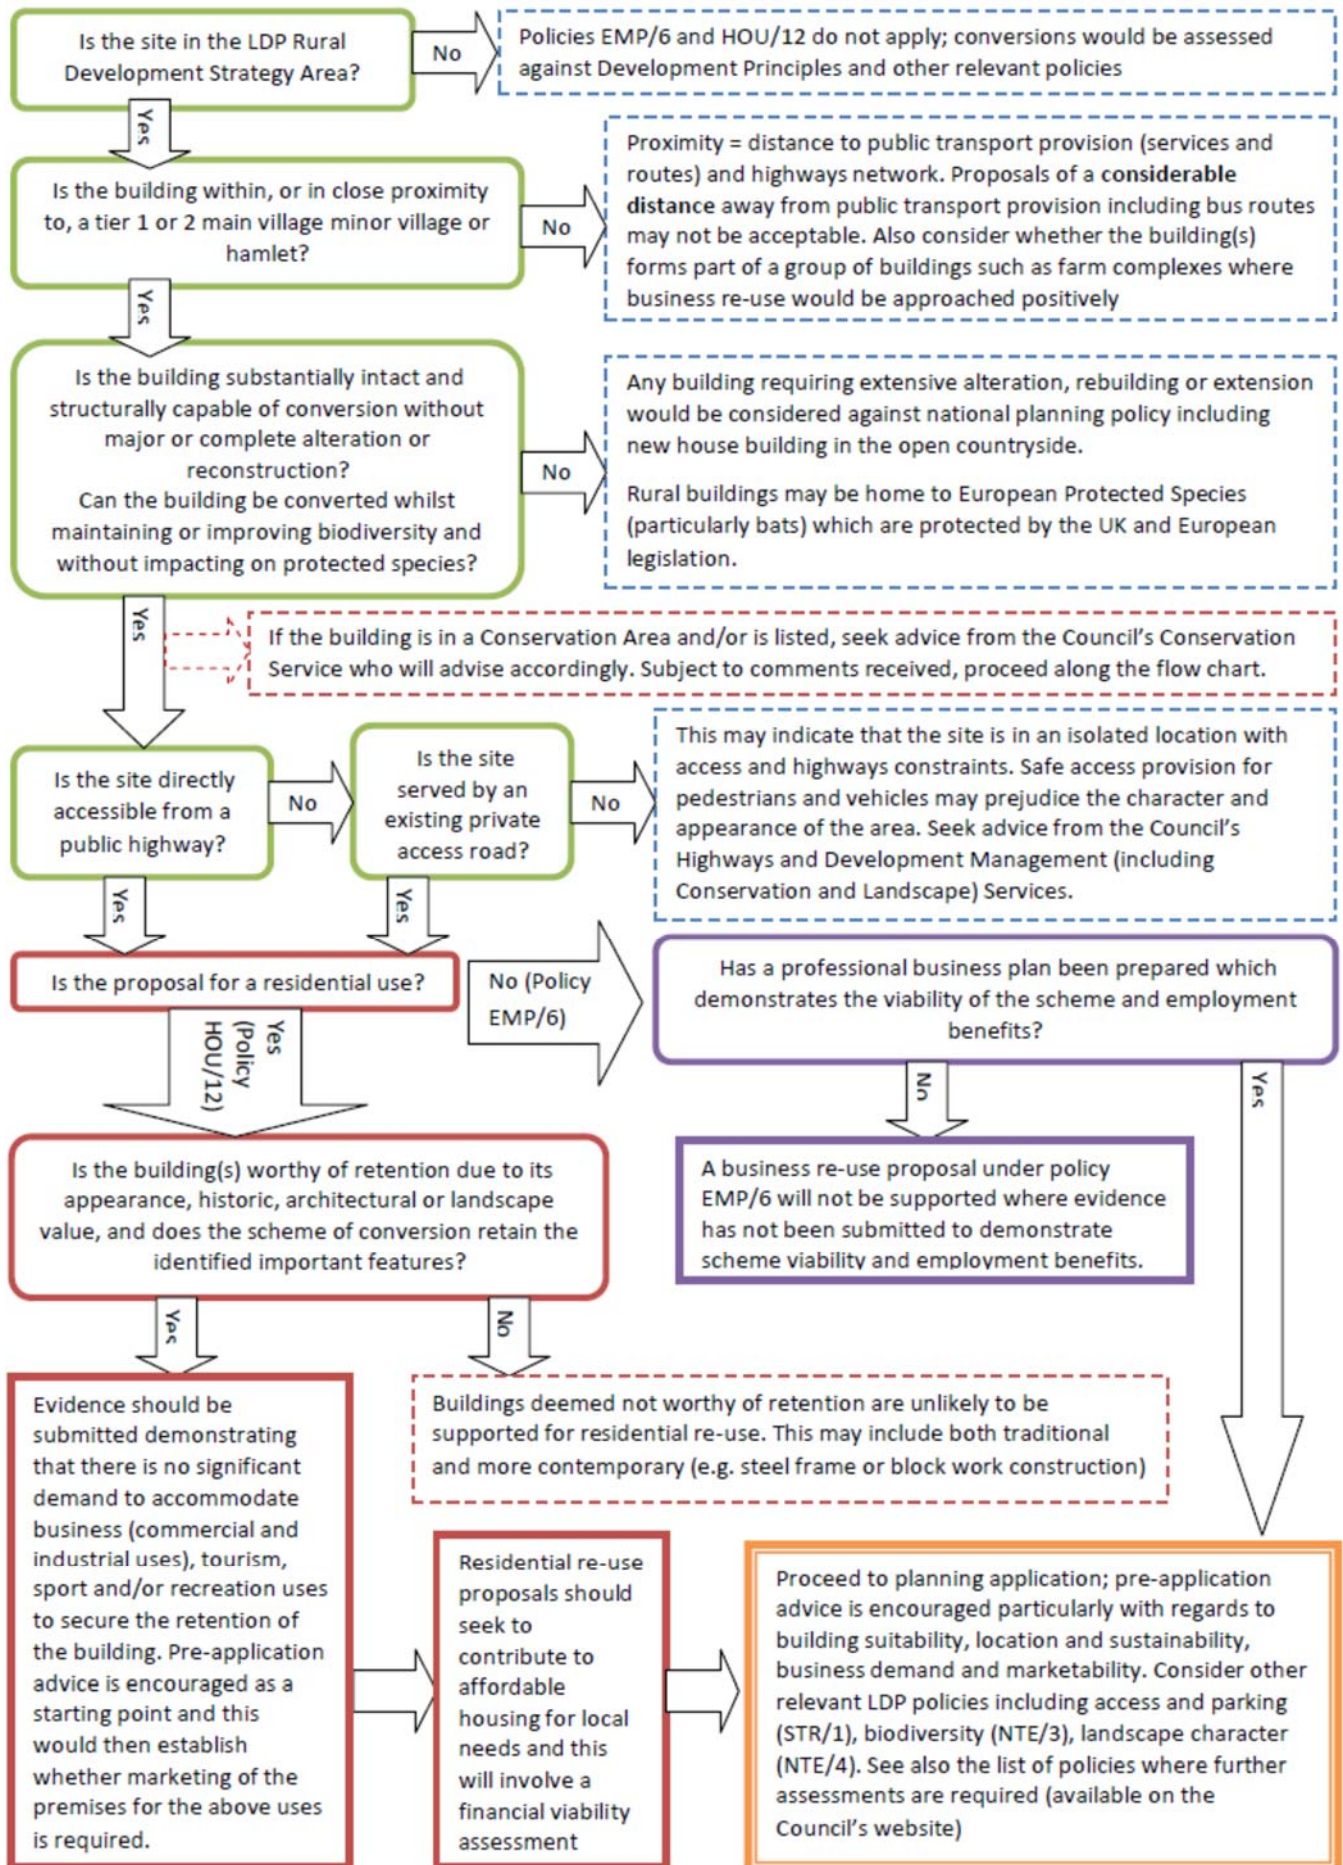 Is the site in the LDP Rural
Development Strategy Area?
No
Policies EMP/6 and HOU/12 do not apply; conversions would be assessed
against Development Principles and other relevant policies
Yes
Is the building within, or in close proximity
to, a tier 1 or 2 main village minor village or
hamlet?
No
Proximity = distance to public transport provision (services and
routes) and highways network. Proposals of a considerable
distance away from public transport provision including bus routes
may not be acceptable. Also consider whether the building(s)
forms part of a group of buildings such as farm complexes where
business re-use would be approached positively
Yes
Is the building substantially intact and
structurally capable of conversion without
major or complete alteration or
reconstruction?
Can the building be converted whilst
maintaining or improving biodiversity and
without impacting on protected species?
No
Any building requiring extensive alteration, rebuilding or extension
would be considered against national planning policy including
new house building in the open countryside.
Rural buildings may be home to European Protected Species
(particularly bats) which are protected by the UK and European
legislation.
Yes
If the building is in a Conservation Area and/or is listed, seek advice from the Council's Conservation
Service who will advise accordingly. Subject to comments received, proceed along the flow chart.
Is the site directly
accessible from a
public highway?
No
Is the site
served by an
existing private
access road?
No
This may indicate that the site is in an isolated location with
access and highways constraints. Safe access provision for
pedestrians and vehicles may prejudice the character and
appearance of the area. Seek advice from the Council's
Highways and Development Management (including
Conservation and Landscape) Services.
Yes
Yes
Is the proposal for a residential use?
No (Policy
EMP/6)
Has a professional business plan been prepared which
demonstrates the viability of the scheme and employment
benefits?
Yes
(Policy
HOU/12)
No
Yes
Is the building(s) worthy of retention due to its
appearance, historic, architectural or landscape
value, and does the scheme of conversion retain the
identified important features?
A business re-use proposal under policy
EMP/6 will not be supported where evidence
has not been submitted to demonstrate
scheme viability and employment benefits.
Yes
No
Evidence should be
submitted demonstrating
that there is no significant
demand to accommodate
business (commercial and
industrial uses), tourism,
sport and/or recreation uses
to secure the retention of
the building. Pre-application
advice is encouraged as a
starting point and this
would then establish
whether marketing of the
premises for the above uses
is required.
Buildings deemed not worthy of retention are unlikely to be
supported for residential re-use. This may include both traditional
and more contemporary (e.g. steel frame or block work construction)
Residential re-use
proposals should
seek to
contribute to
affordable
housing for local
needs and this
will involve a
financial viability
assessment
Proceed to planning application; pre-application
advice is encouraged particularly with regards to
building suitability, location and sustainability,
business demand and marketability. Consider other
relevant LDP policies including access and parking
(STR/1), biodiversity (NTE/3), landscape character
(NTE/4). See also the list of policies where further
assessments are required (available on the
Council's website)